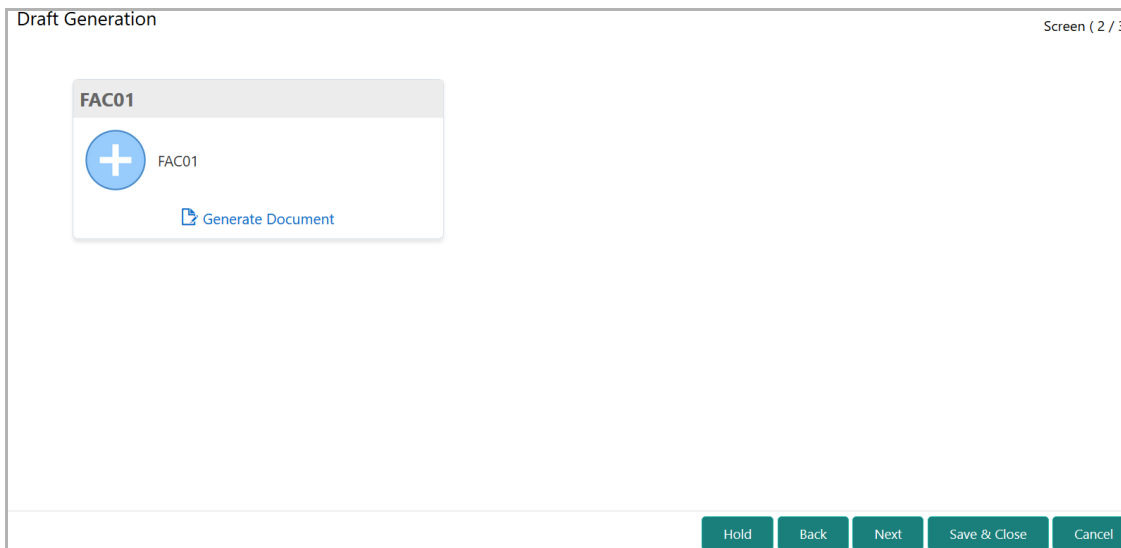 Draft Generation
Screen ( 2 / 3
FAC01
FAC01
Generate Document
Hold Back Next Save & Close Cancel